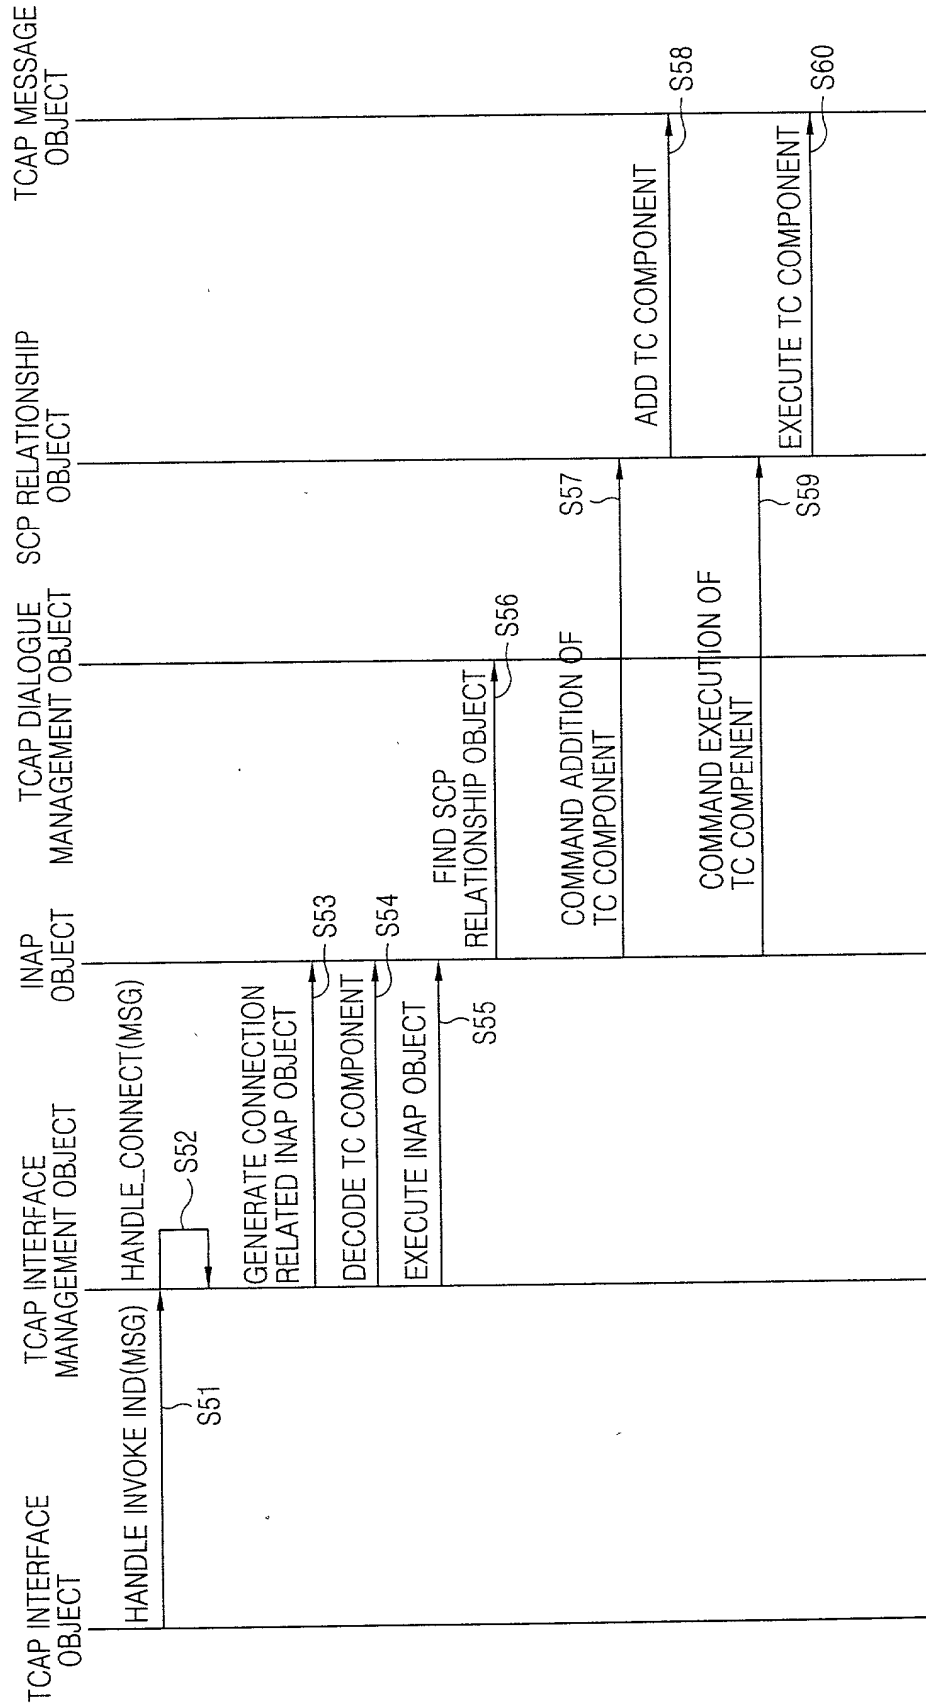 TCAP INTERFACE
OBJECT
TCAP INTERFACE
MANAGEMENT OBJECT
INAP
OBJECT
TCAP DIALOGUE
MANAGEMENT OBJECT
SCP RELATIONSHIP
OBJECT
TCAP MESSAGE
OBJECT
HANDLE INVOKE IND(MSG)
S51
HANDLE_CONNECT(MSG)
S52
GENERATE CONNECTION
RELATED INAP OBJECT
S53
DECODE TC COMPONENT
S54
EXECUTE INAP OBJECT
S55
FIND SCP
RELATIONSHIP OBJECT
S56
COMMAND ADDITION OF
TC COMPONENT
S57
ADD TC COMPONENT
S58
COMMAND EXECUTION OF
TC COMPENENT
S59
EXECUTE TC COMPONENT
S60